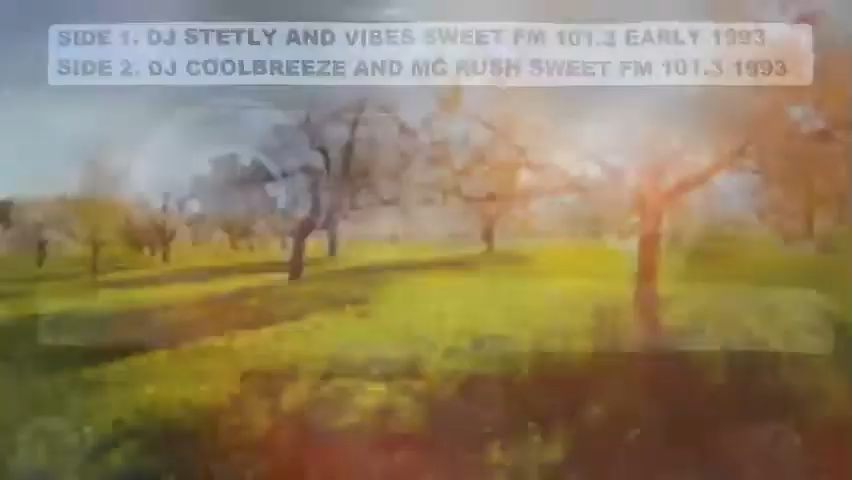 SIDE 1. DJ STETLY AND VIBES SWEET FM 101.3 EARLY 1993
SIDE 2. DJ COOLBREEZE AND MC RUSH SWEET FM 101.3 1993